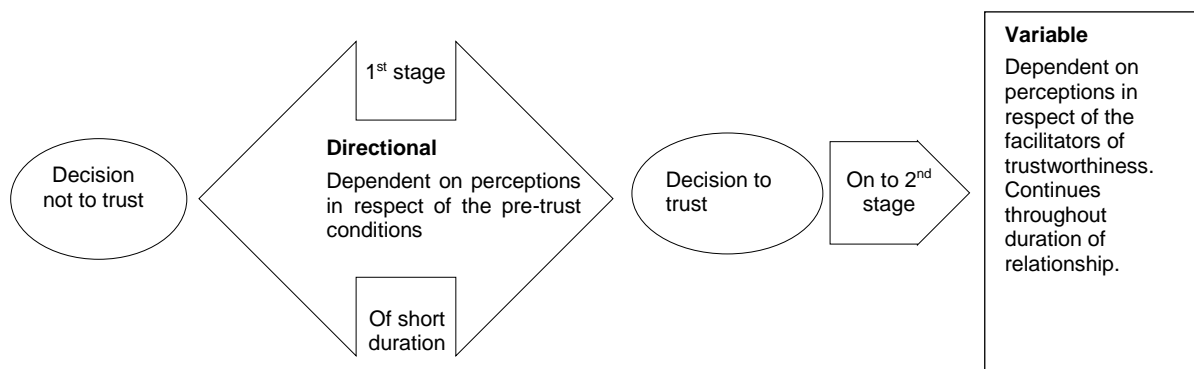 Decision
not to trust
1st stage
Directional
Dependent on perceptions
in respect of the pre-trust
conditions
Of short
duration
Decision to
trust
On to 2nd
stage
Variable
Dependent on
perceptions in
respect of the
facilitators of
trustworthiness.
Continues
throughout
duration of
relationship.